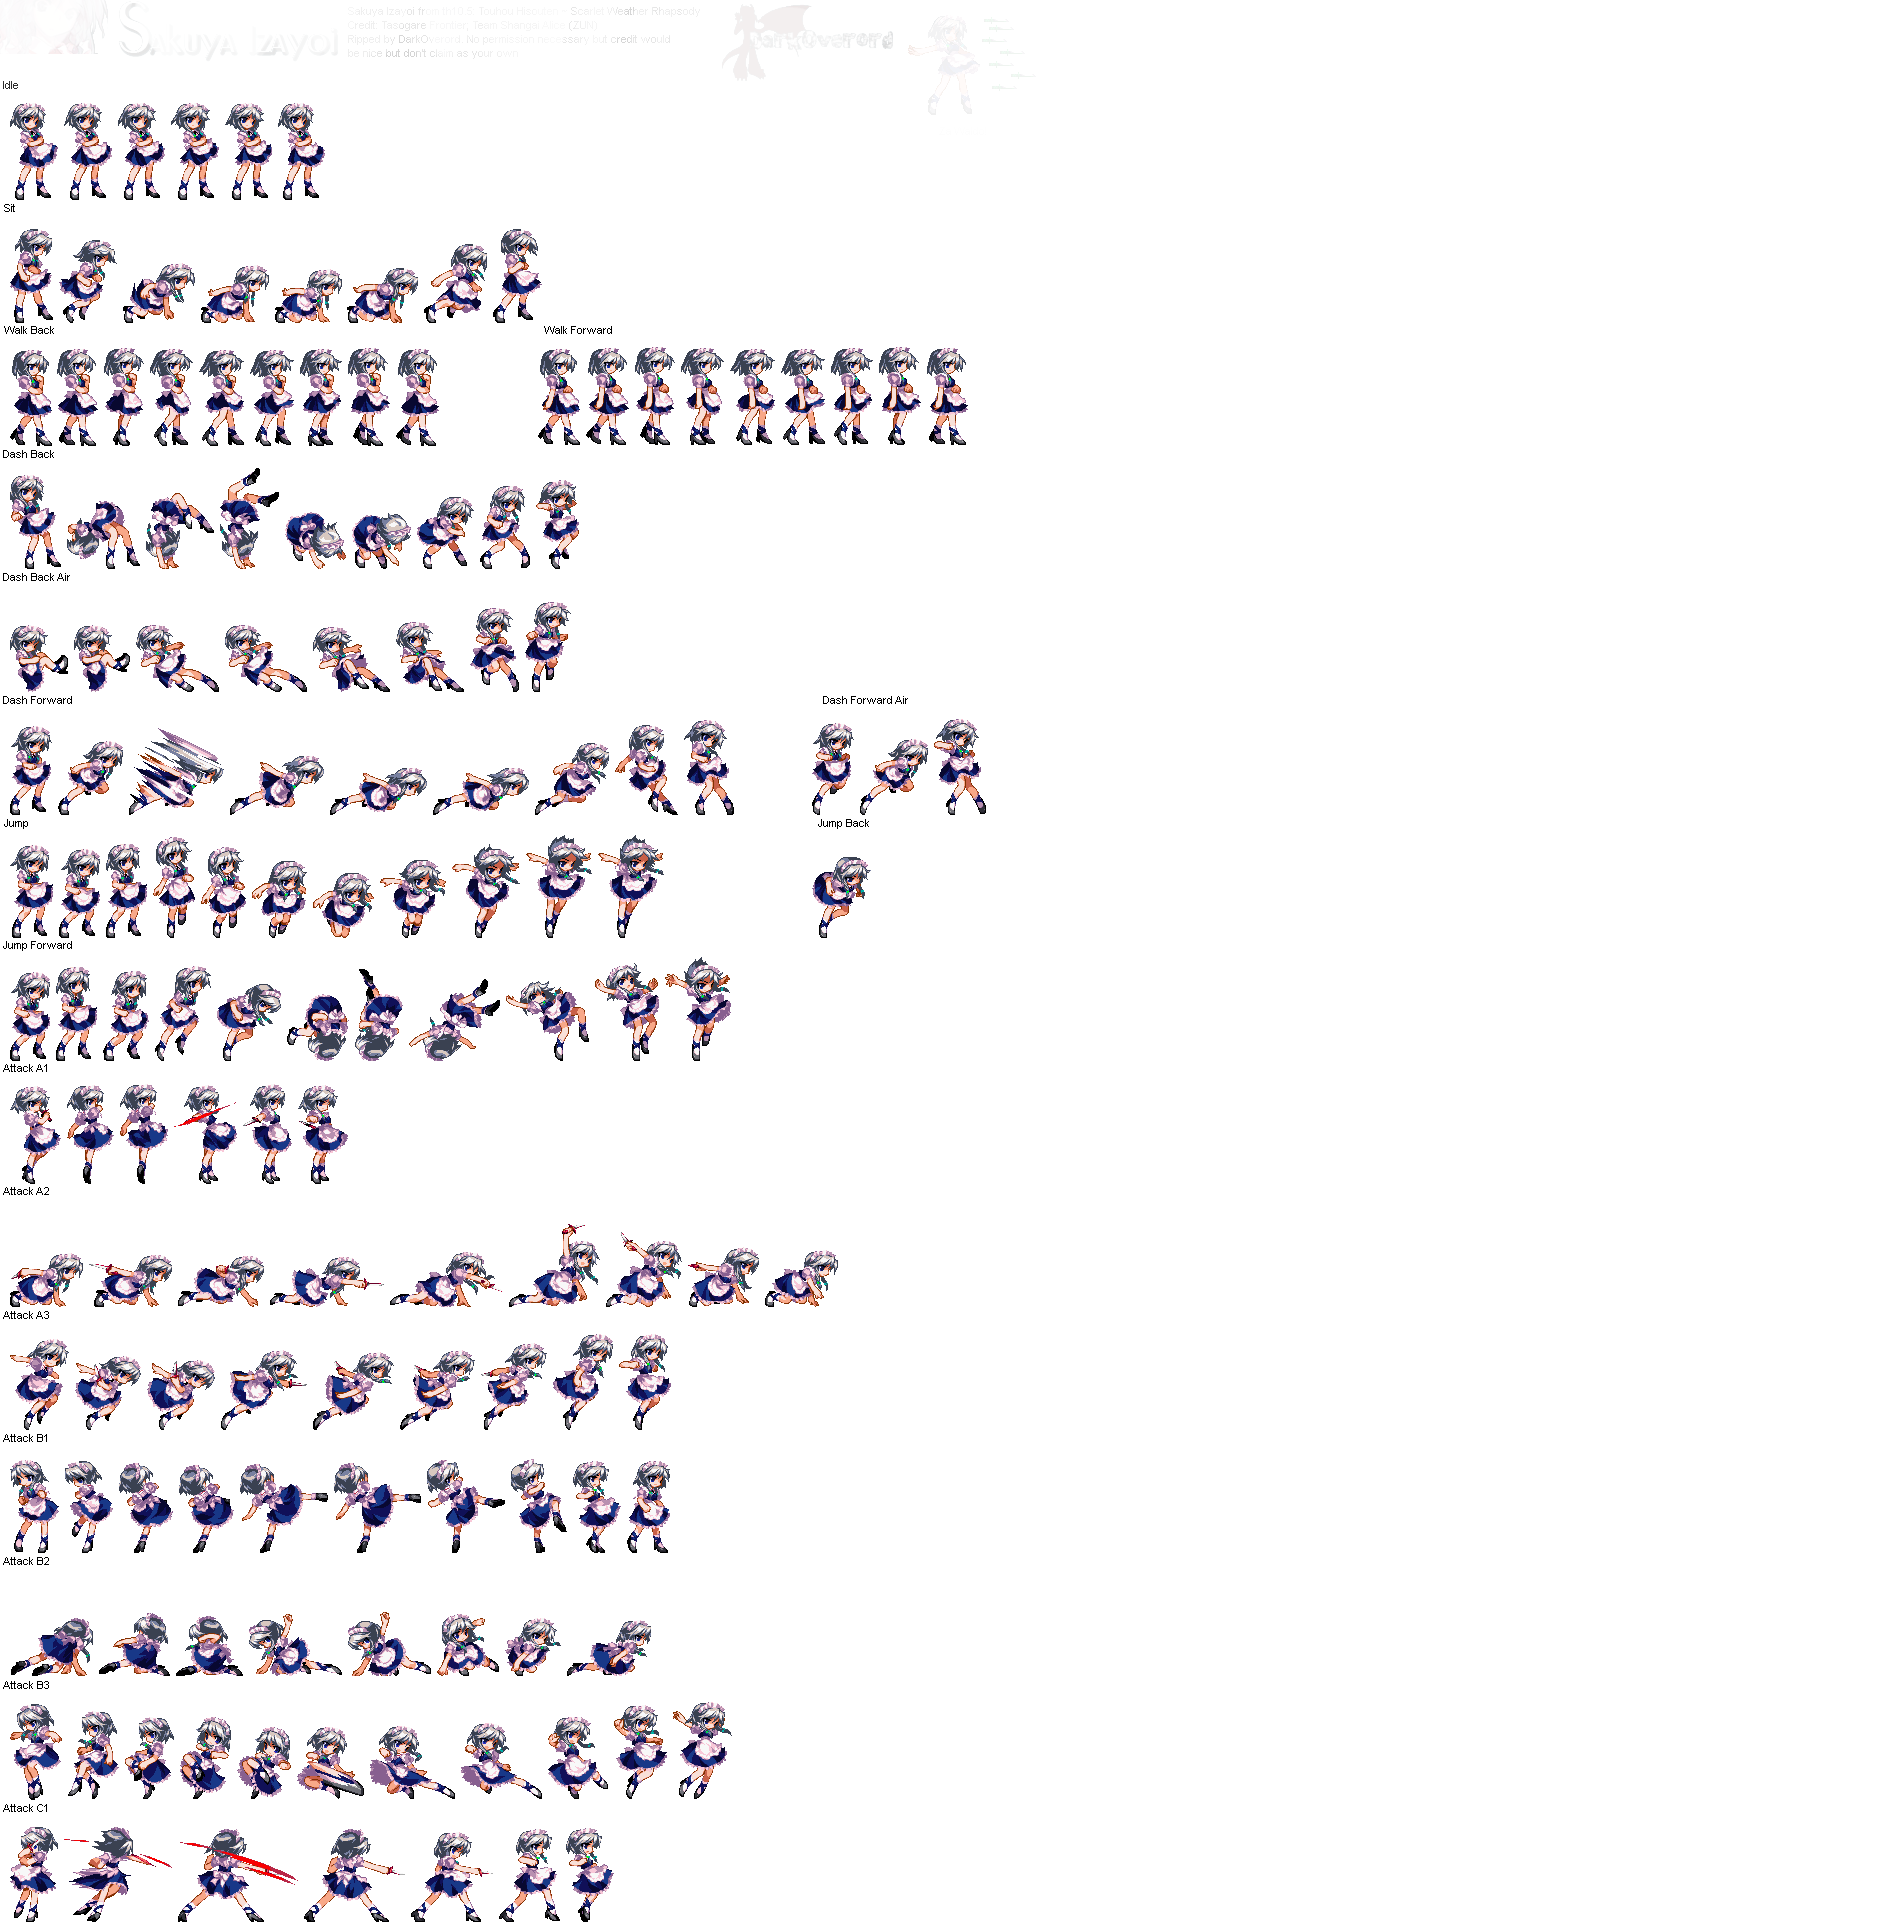 Sakuya Izayoi
Sakuya Izayoi from th10.5 Touhou Hisouten ~ Scarlet Weather Rhapsody
Credit: Tasogare Frontier, Team Shanghai Alice (ZUN)
Ripped by DarkOverord. No permission necessary but credit would
be nice but don't claim as your own.
DarkOverord
Idle
Sit
Walk Back
Walk Forward
Dash Back
Dash Back Air
Dash Forward
Dash Forward Air
Jump
Jump Back
Jump Forward
Attack A1
Attack A2
Attack A3
Attack B1
Attack B2
Attack B3
Attack C1